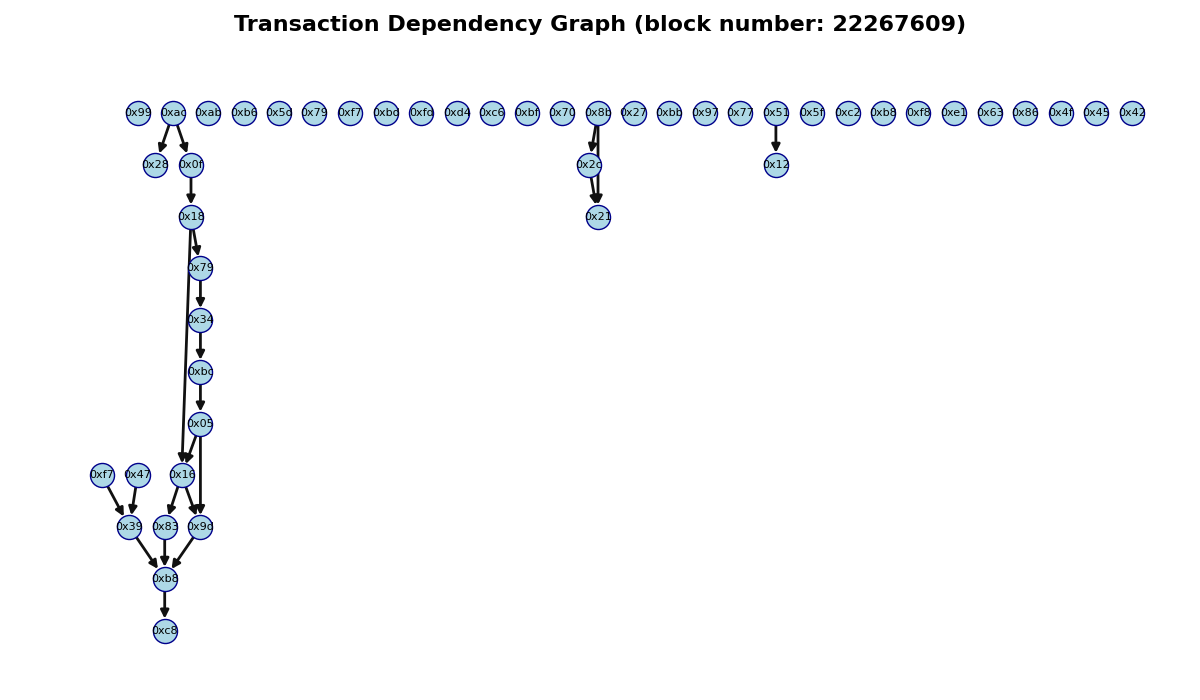 Transaction Dependency Graph (block number: 22267609)
0x99 0xac 0xab 0xb6 0x5d 0x79 0xf7 0xbd 0xfd 0xd4 0xc6 0xbf 0x70 0x8b 0x27 0xbb 0x97 0x77 0x51 0x5f 0xc2 0xb8 0xf8 0xe1 0x63 0x86 0x4f 0x45 0x42
0x28 0x0f 0x2c 0x12
0x18 0x21
0x79
0x34
0xbc
0x05
0xf7 0x47 0x16
0x39 0x83 0x9d
0xb8
0xc8